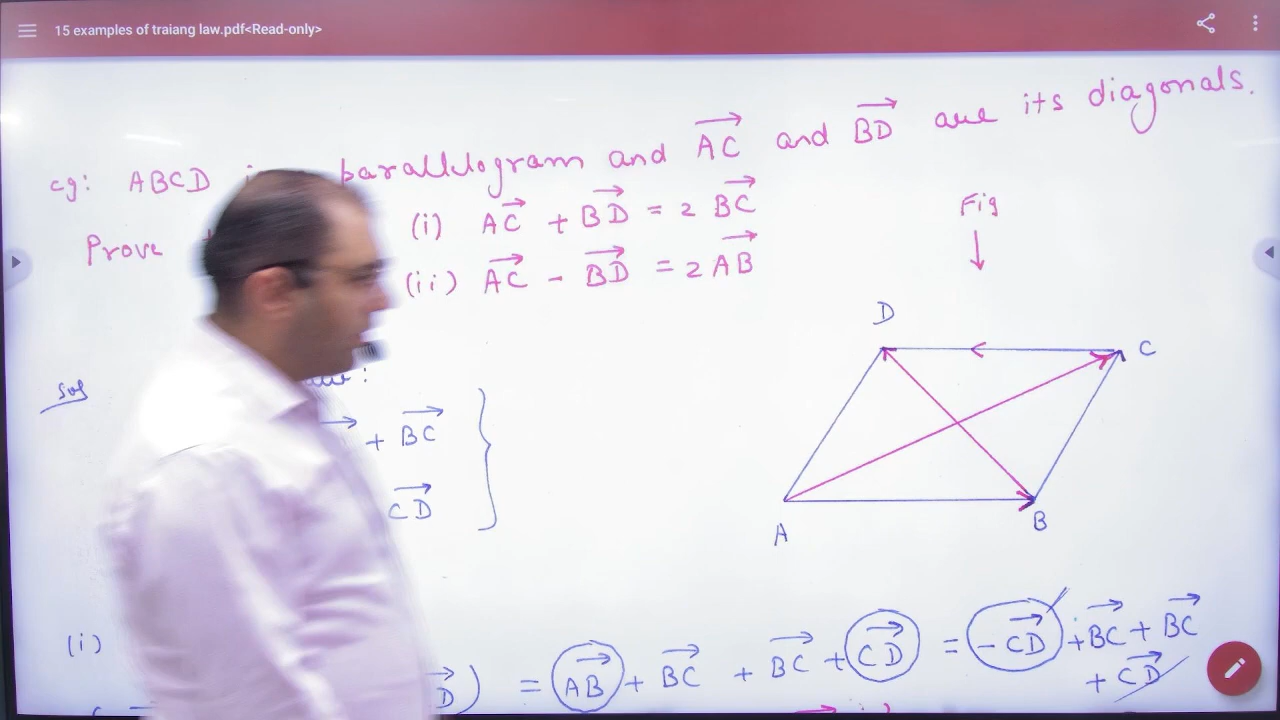 15 examples of traiang law.pdf<Read-only>
eg: ABCD parallelogram and AC and BD are its diagonals.
Prove (i) AC + BD = 2 BC
(ii) AC - BD = 2 AB
Fig
D
C
A
B
Sol
+ BC
CD
(i)
D) = AB + BC + BC + CD = - CD + BC + BC
+ CD